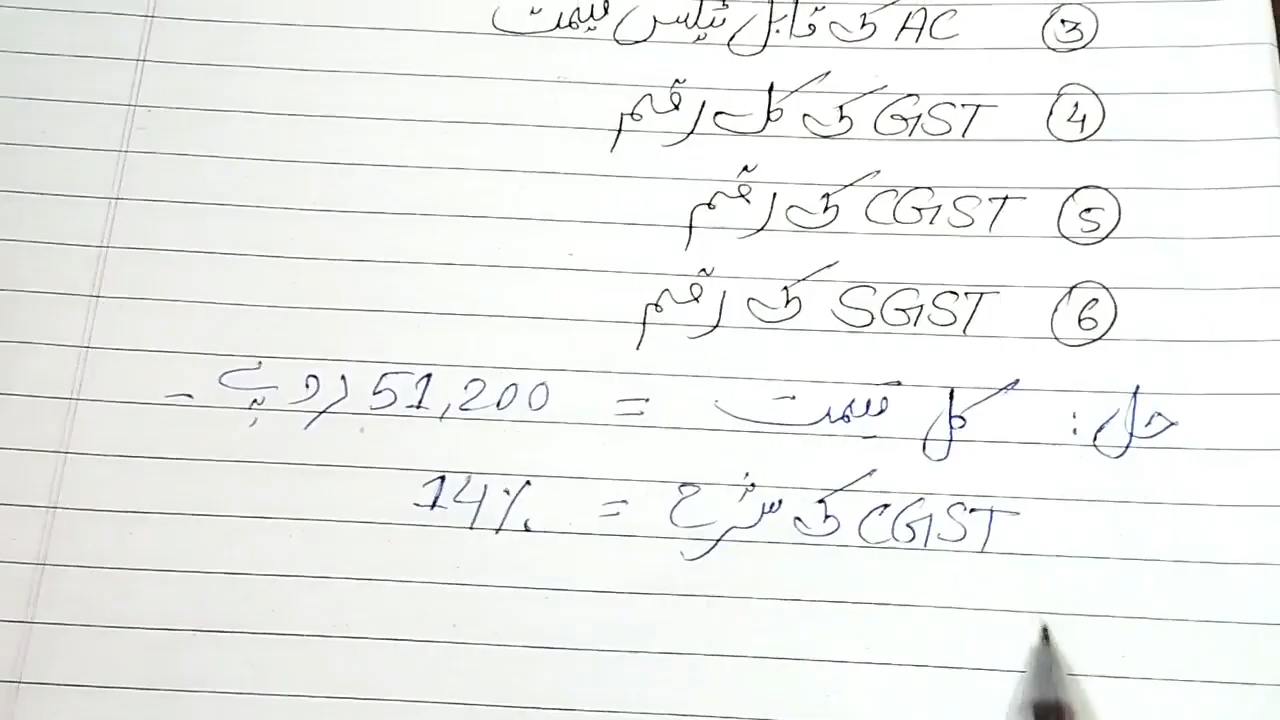 ③ AC کی قابل ٹیکس قیمت
④ GST کی کل رقم
⑤ CGST کی رقم
⑥ SGST کی رقم
حل: کل قیمت = 51,200 روپے -
CGST کی شرح = 14%